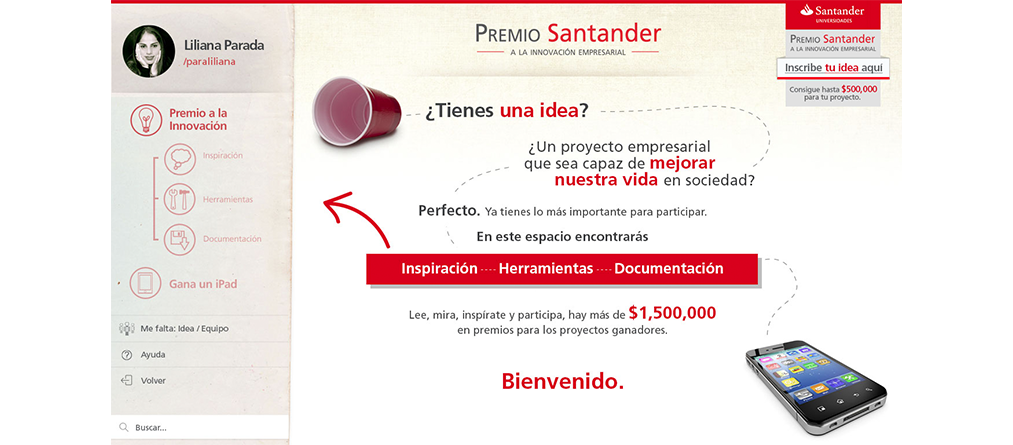 Liliana Parada
/paraliliana
Premio a la
Innovación
Inspiración
Herramientas
Documentación
Gana un iPad
Me falta: Idea / Equipo
Ayuda
Volver
Buscar...
PREMIO Santander
A LA INNOVACIÓN EMPRESARIAL
¿Tienes una idea?
¿Un proyecto empresarial
que sea capaz de mejorar
nuestra vida en sociedad?
Perfecto. Ya tienes lo más importante para participar.
En este espacio encontrarás
Inspiración ---- Herramientas ---- Documentación
Lee, mira, inspírate y participa, hay más de $1,500,000
en premios para los proyectos ganadores.
Bienvenido.
Santander
UNIVERSIDADES
PREMIO Santander
A LA INNOVACIÓN EMPRESARIAL
Inscribe tu idea aquí
Consigue hasta $500,000
para tu proyecto.